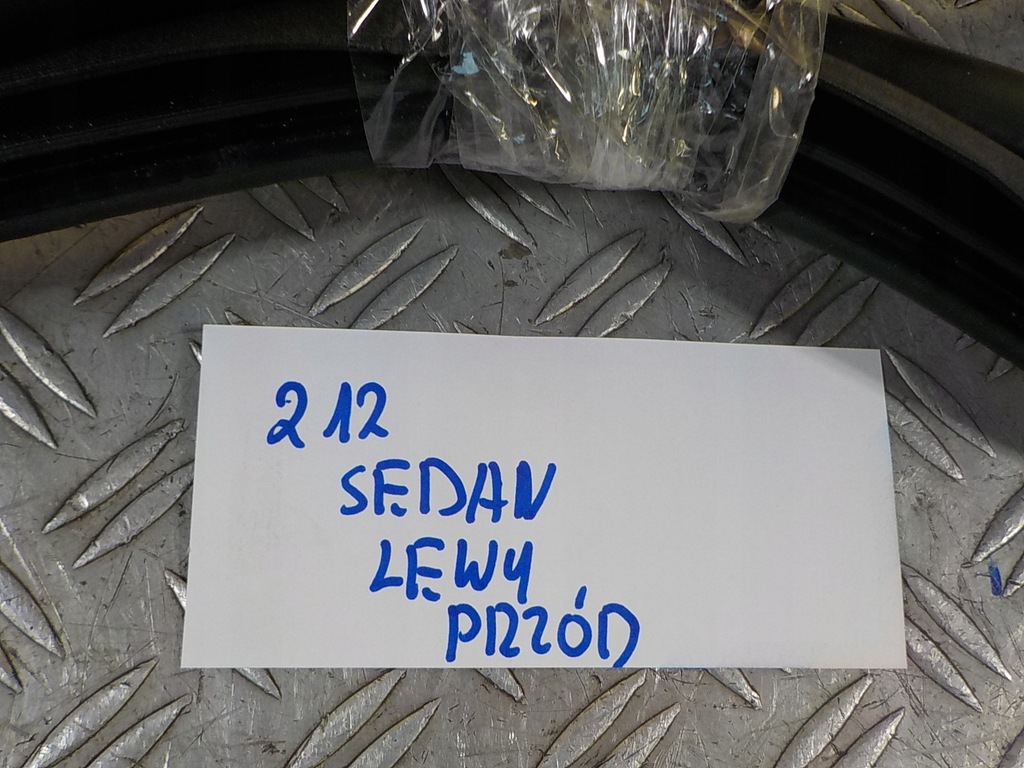 212
SEDAN
LEWY
PRZÓD